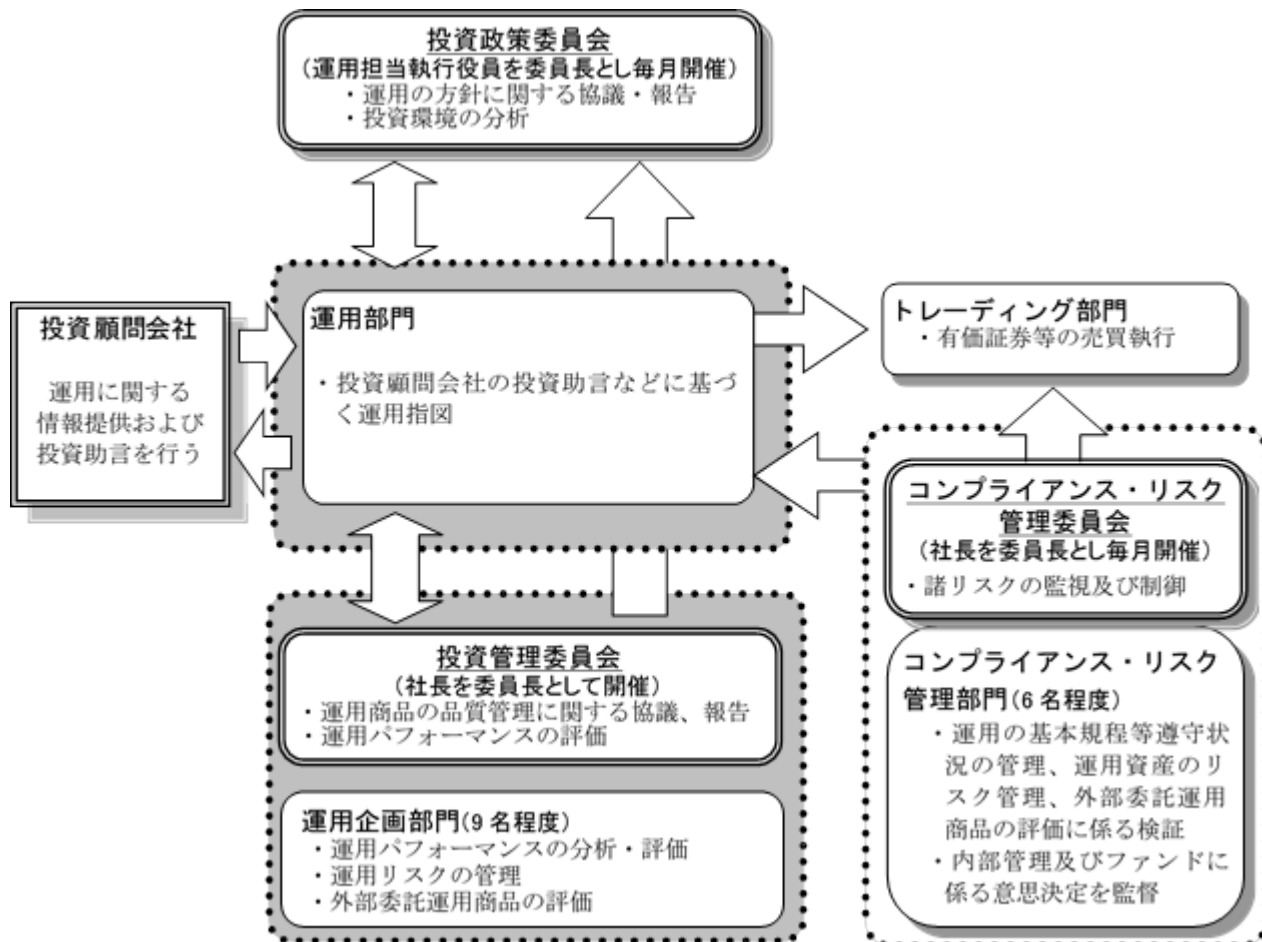 投資政策委員会
(運用担当執行役員を委員長とし毎月開催)
・運用の方針に関する協議・報告
・投資環境の分析
投資顧問会社
運用に関する
情報提供および
投資助言を行う
運用部門
・投資顧問会社の投資助言などに基づ
く運用指図
トレーディング部門
・有価証券等の売買執行
コンプライアンス・リスク
管理委員会
(社長を委員長とし毎月開催)
・諸リスクの監視及び制御
コンプライアンス・リスク
管理部門(6名程度)
・運用の基本規程等遵守状
況の管理、運用資産のリ
スク管理、外部委託運用
商品の評価に係る検証
・内部管理及びファンドに
係る意思決定を監督
投資管理委員会
(社長を委員長として開催)
・運用商品の品質管理に関する協議、報告
・運用パフォーマンスの評価
運用企画部門(9名程度)
・運用パフォーマンスの分析・評価
・運用リスクの管理
・外部委託運用商品の評価